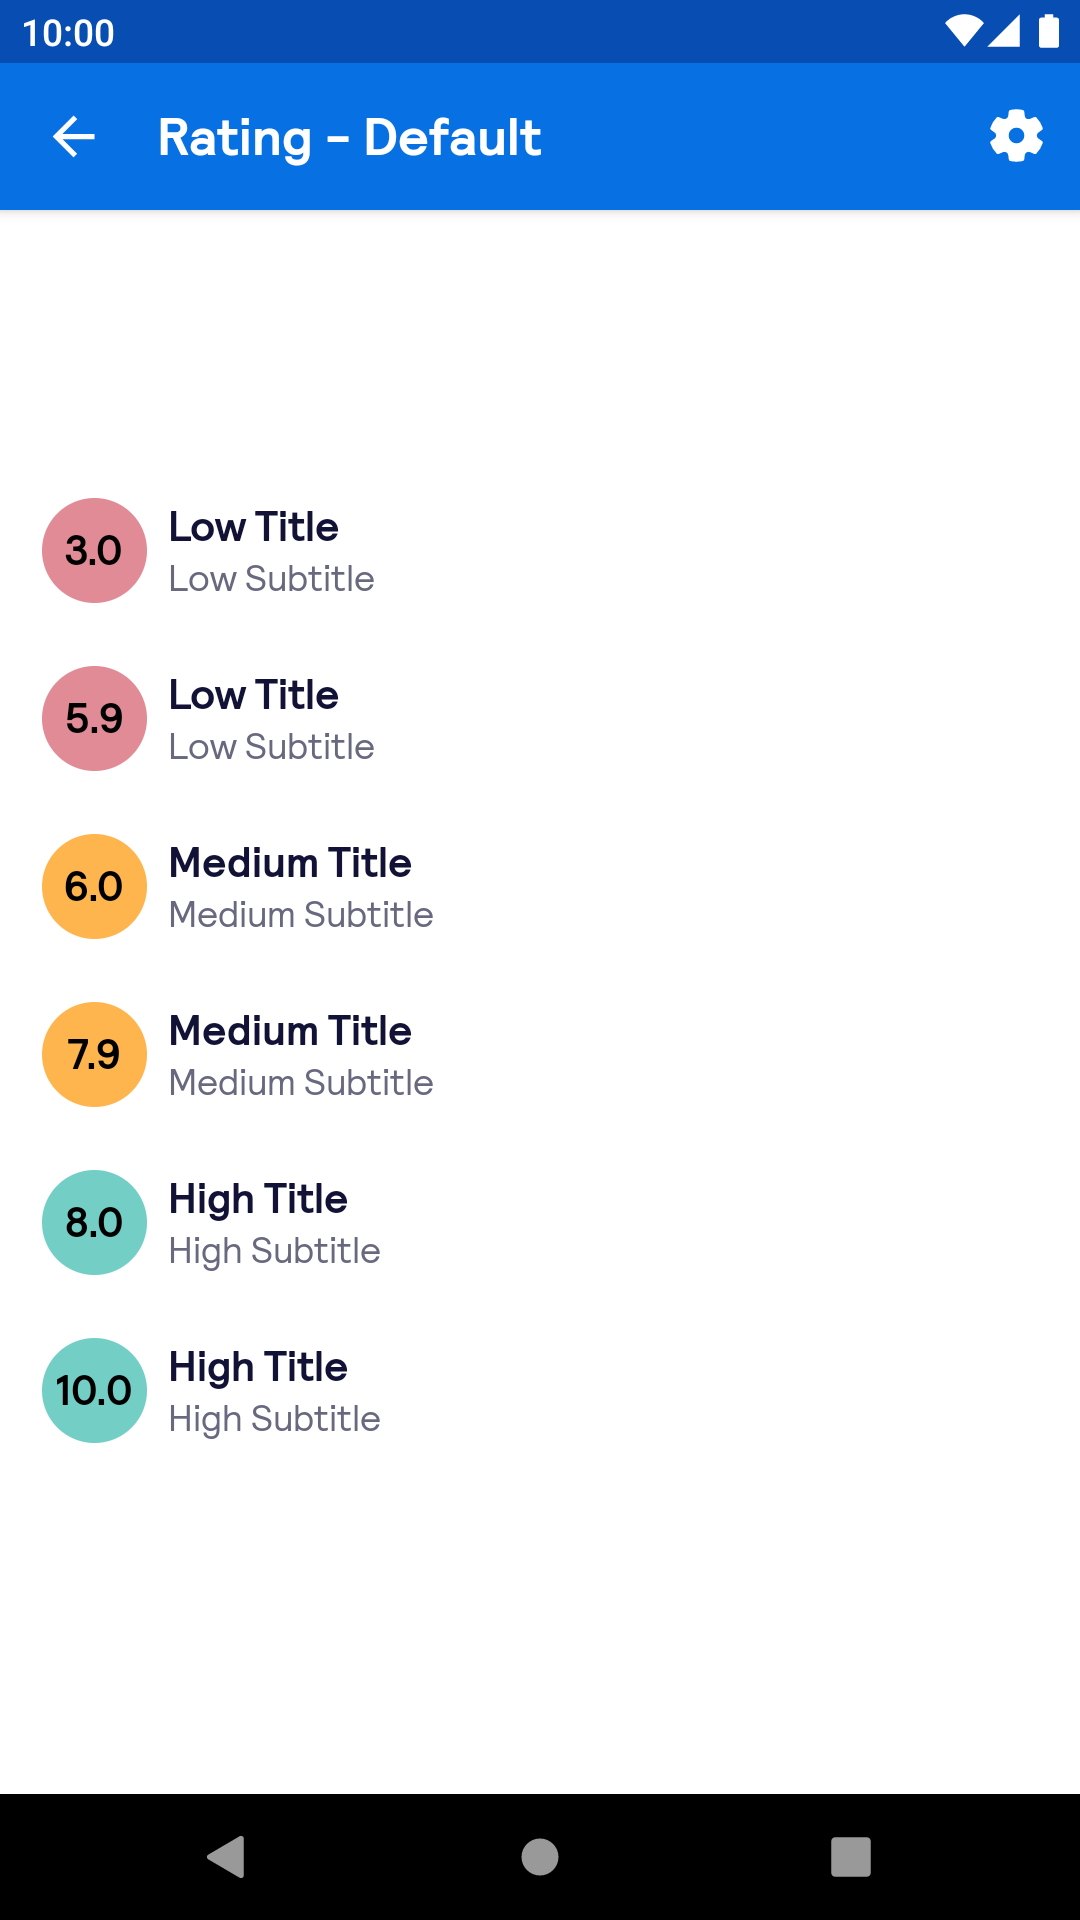 10:00
Rating – Default
3.0
Low Title
Low Subtitle
5.9
Low Title
Low Subtitle
6.0
Medium Title
Medium Subtitle
7.9
Medium Title
Medium Subtitle
8.0
High Title
High Subtitle
10.0
High Title
High Subtitle